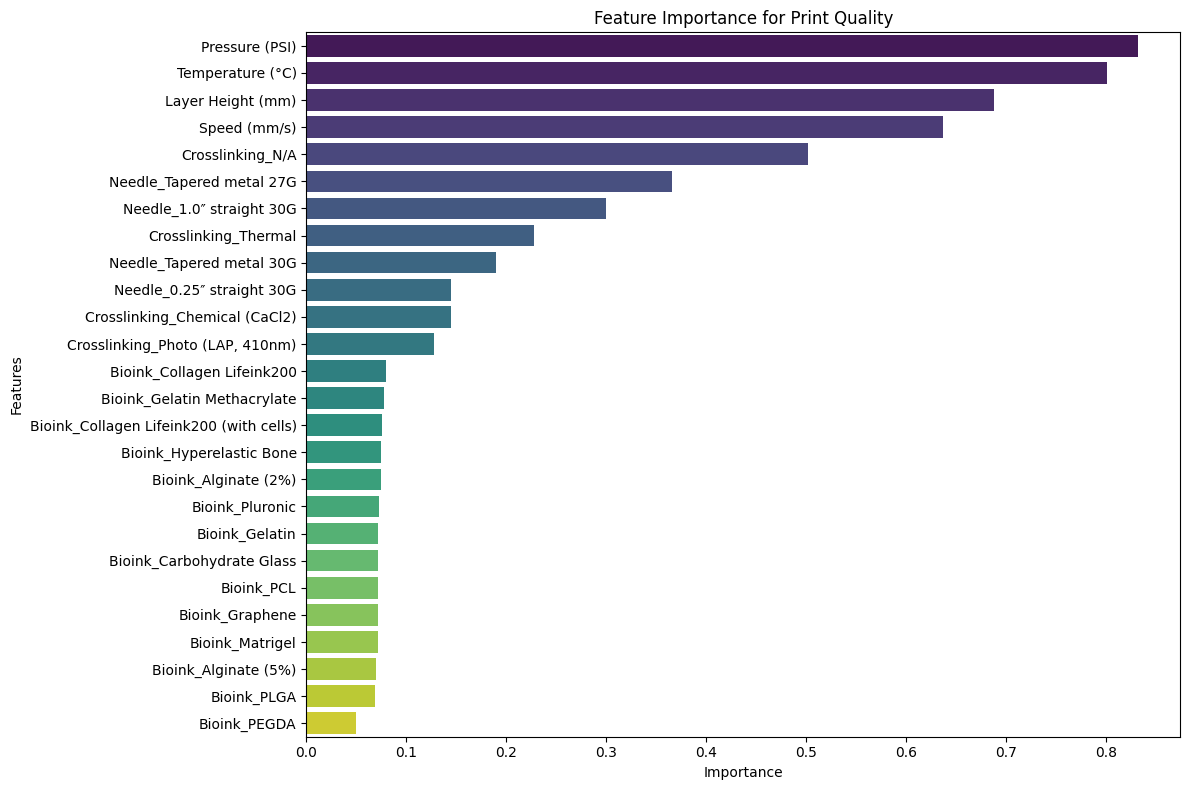 Feature Importance for Print Quality
Features
Pressure (PSI)
Temperature (°C)
Layer Height (mm)
Speed (mm/s)
Crosslinking_N/A
Needle_Tapered metal 27G
Needle_1.0″ straight 30G
Crosslinking_Thermal
Needle_Tapered metal 30G
Needle_0.25″ straight 30G
Crosslinking_Chemical (CaCl2)
Crosslinking_Photo (LAP, 410nm)
Bioink_Collagen Lifeink200
Bioink_Gelatin Methacrylate
Bioink_Collagen Lifeink200 (with cells)
Bioink_Hyperelastic Bone
Bioink_Alginate (2%)
Bioink_Pluronic
Bioink_Gelatin
Bioink_Carbohydrate Glass
Bioink_PCL
Bioink_Graphene
Bioink_Matrigel
Bioink_Alginate (5%)
Bioink_PLGA
Bioink_PEGDA
0.0 0.1 0.2 0.3 0.4 0.5 0.6 0.7 0.8
Importance